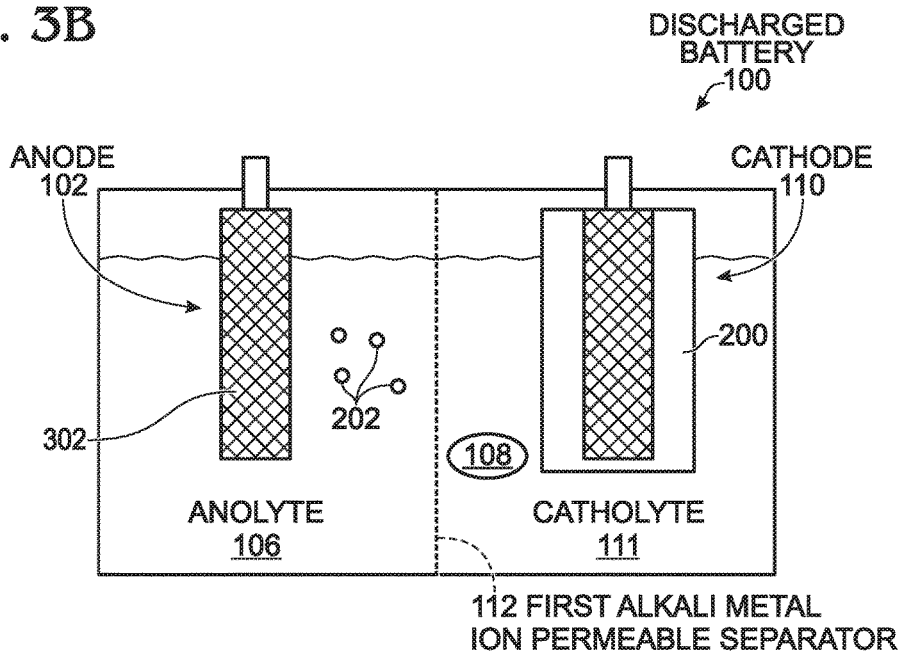 . 3B
DISCHARGED
BATTERY
100
ANODE
102
CATHODE
110
200
302
202
108
ANOLYTE
106
CATHOLYTE
111
112 FIRST ALKALI METAL
ION PERMEABLE SEPARATOR